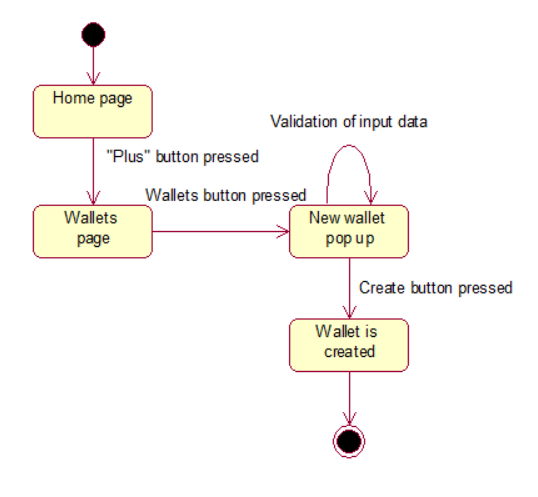 Home page
Validation of input data
"Plus" button pressed
Wallets button pressed
Wallets
page
New wallet
pop up
Create button pressed
Wallet is
created